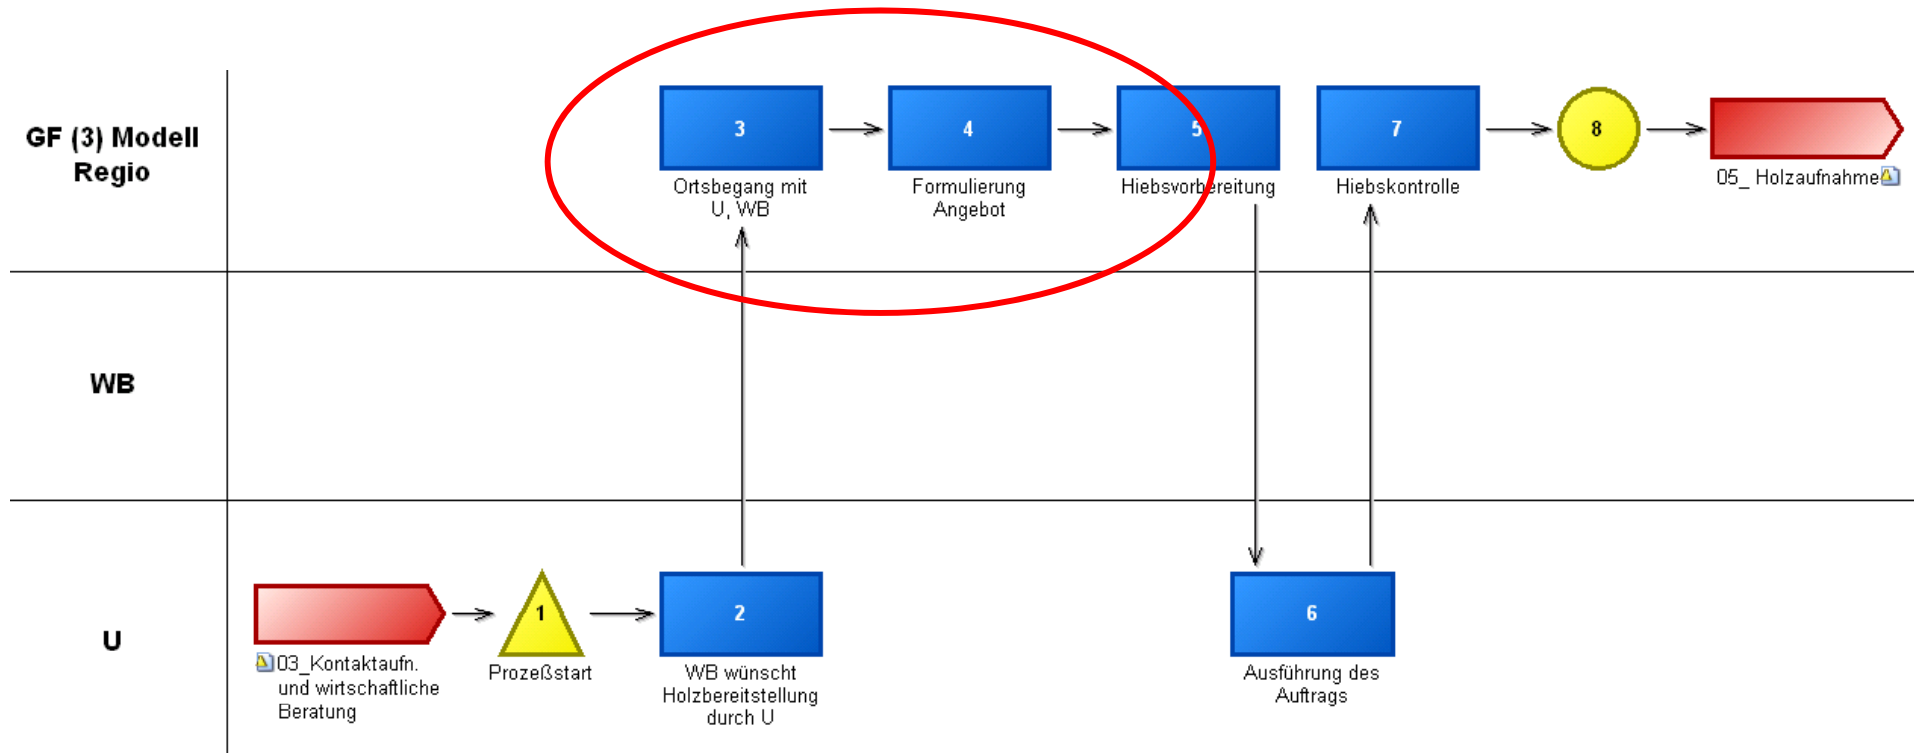 GF (3) Modell
Regio
3
Ortsbegang mit
U, WB
4
Formulierung
Angebot
5
Hiebsvorbereitung
7
Hiebskontrolle
8
05_ Holzaufnahme
WB
U
03_Kontaktaufn.
und wirtschaftliche
Beratung
1
Prozeßstart
2
WB wünscht
Holzbereitstellung
durch U
6
Ausführung des
Auftrags